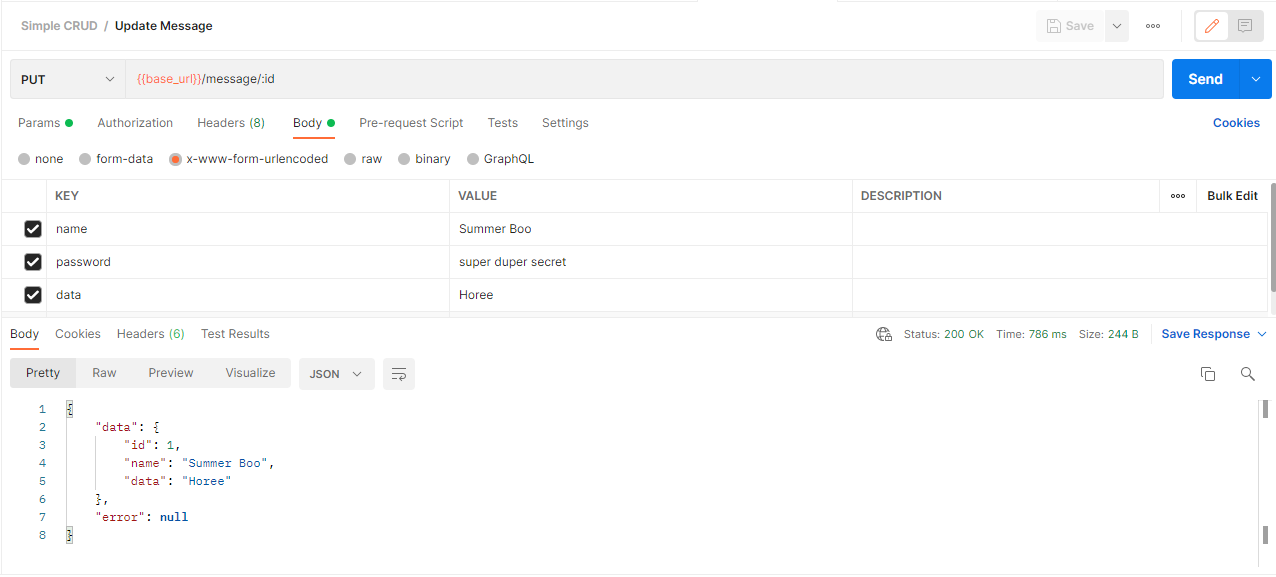 Simple CRUD / Update Message
Save
PUT {{base_url}}/message/:id Send
Params Authorization Headers (8) Body Pre-request Script Tests Settings Cookies
none form-data x-www-form-urlencoded raw binary GraphQL
KEY VALUE DESCRIPTION Bulk Edit
name Summer Boo
password super duper secret
data Horee
Body Cookies Headers (6) Test Results Status: 200 OK Time: 786 ms Size: 244 B Save Response
Pretty Raw Preview Visualize JSON
1 {
2 "data": {
3 "id": 1,
4 "name": "Summer Boo",
5 "data": "Horee"
6 },
7 "error": null
8 }